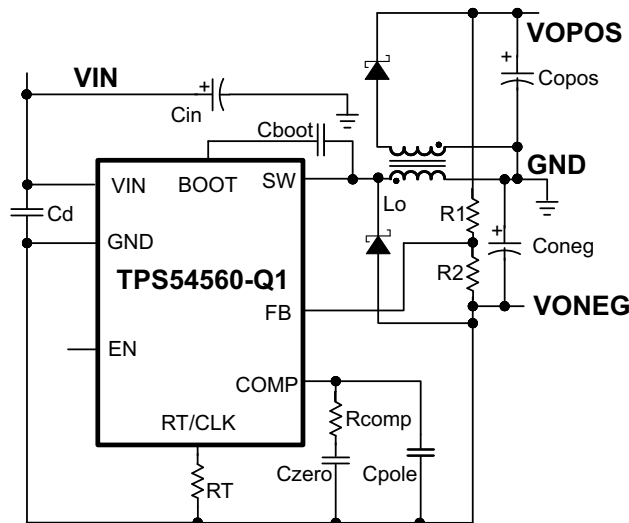 VOPOS
VIN
Copos
Cin
Cboot
GND
VIN
BOOT
SW
Lo
R1
Cd
GND
Coneg
TPS54560-Q1
R2
FB
VONEG
EN
COMP
RT/CLK
Rcomp
RT
Czero
Cpole